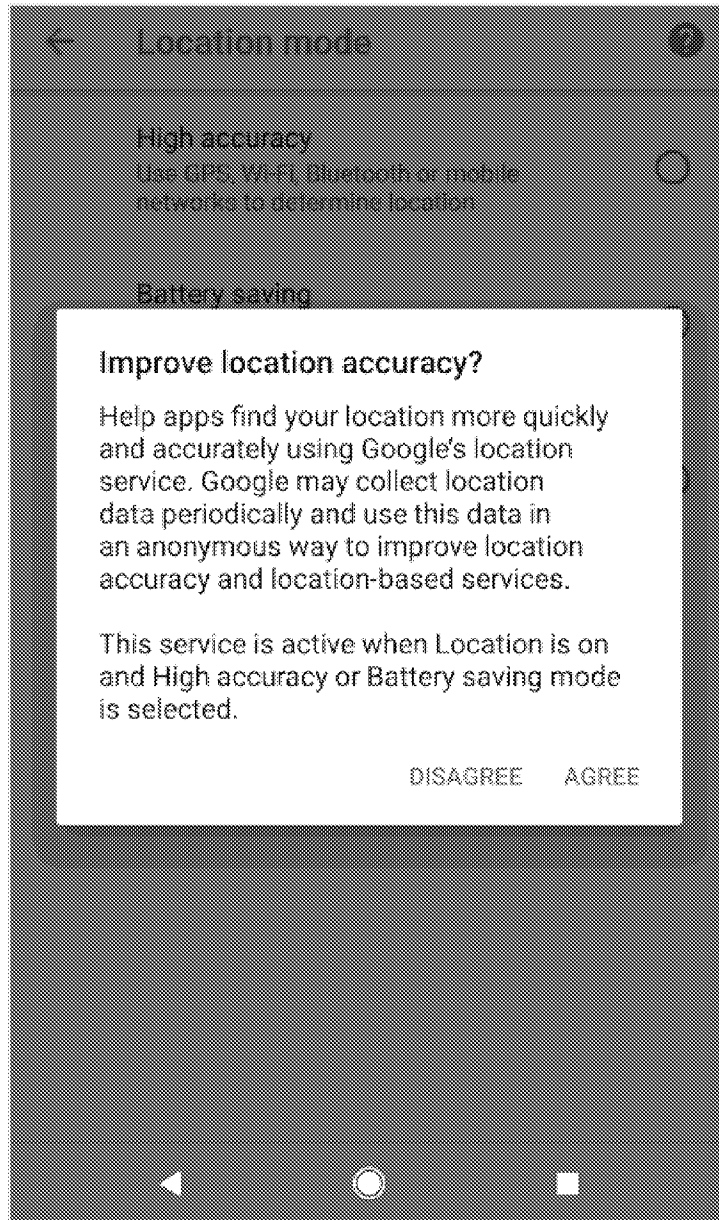 Location mode
High accuracy
Use GPS, Wi-Fi, Bluetooth or mobile
networks to determine location
Battery saving
Improve location accuracy?
Help apps find your location more quickly
and accurately using Google's location
service. Google may collect location
data periodically and use this data in
an anonymous way to improve location
accuracy and location-based services.
This service is active when Location is on
and High accuracy or Battery saving mode
is selected.
DISAGREE AGREE